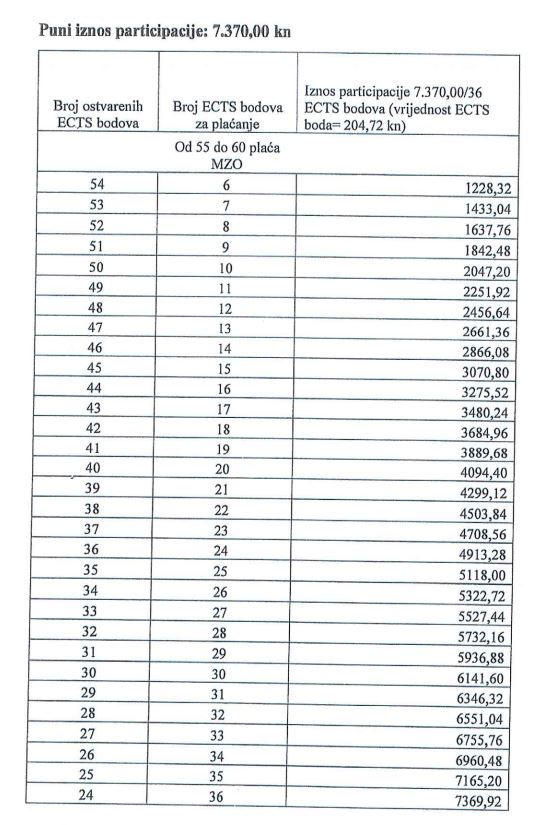 Puni iznos participacije: 7.370,00 kn
Broj ostvarenih
ECTS bodova
Broj ECTS bodova
za plaćanje
Iznos participacije 7.370,00/36
ECTS bodova (vrijednost ECTS
boda= 204,72 kn)
Od 55 do 60 plaća
MZO
54 6 1228,32
53 7 1433,04
52 8 1637,76
51 9 1842,48
50 10 2047,20
49 11 2251,92
48 12 2456,64
47 13 2661,36
46 14 2866,08
45 15 3070,80
44 16 3275,52
43 17 3480,24
42 18 3684,96
41 19 3889,68
40 20 4094,40
39 21 4299,12
38 22 4503,84
37 23 4708,56
36 24 4913,28
35 25 5118,00
34 26 5322,72
33 27 5527,44
32 28 5732,16
31 29 5936,88
30 30 6141,60
29 31 6346,32
28 32 6551,04
27 33 6755,76
26 34 6960,48
25 35 7165,20
24 36 7369,92